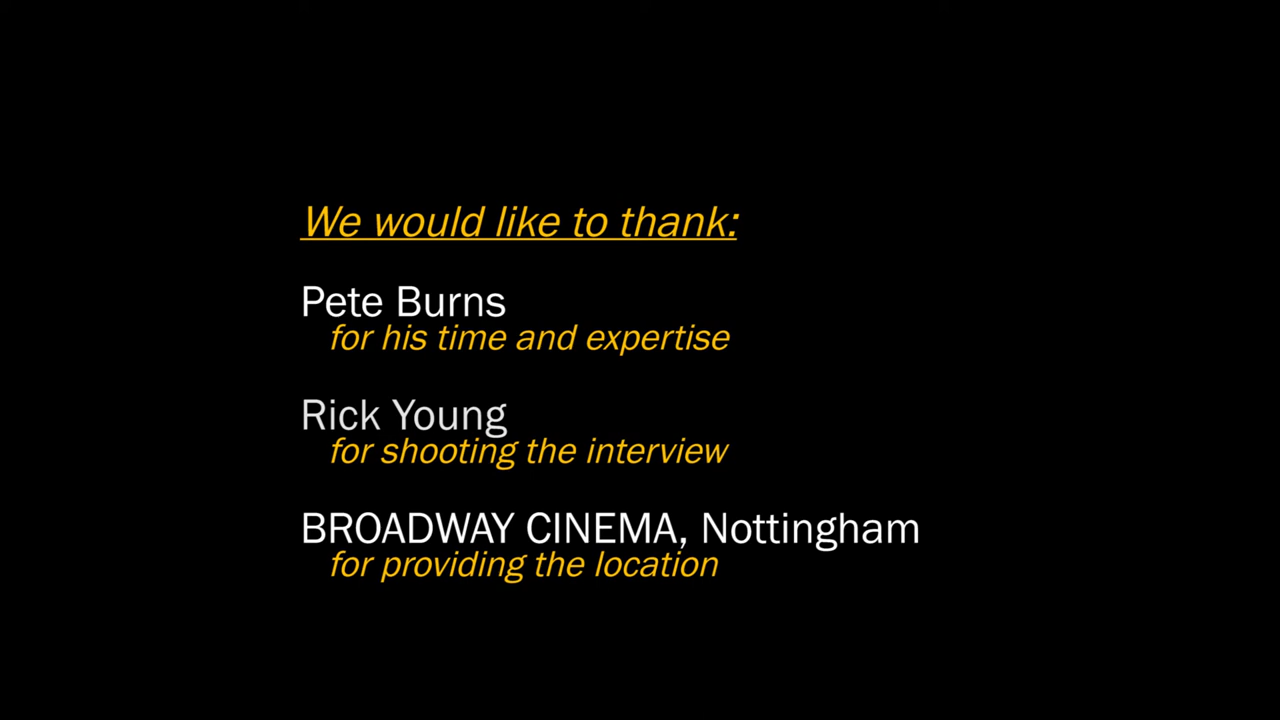 We would like to thank:
Pete Burns
for his time and expertise
Rick Young
for shooting the interview
BROADWAY CINEMA, Nottingham
for providing the location